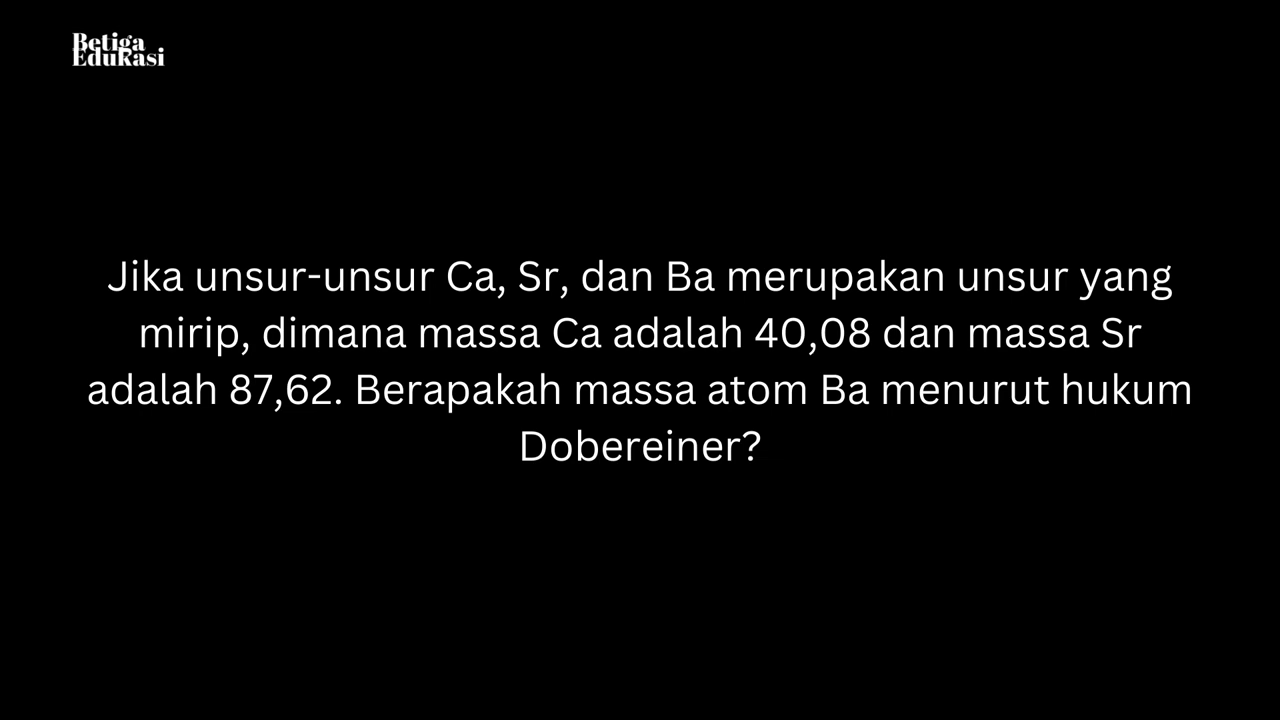 Betiga
Edukasi
Jika unsur-unsur Ca, Sr, dan Ba merupakan unsur yang
mirip, dimana massa Ca adalah 40,08 dan massa Sr
adalah 87,62. Berapakah massa atom Ba menurut hukum
Dobereiner?